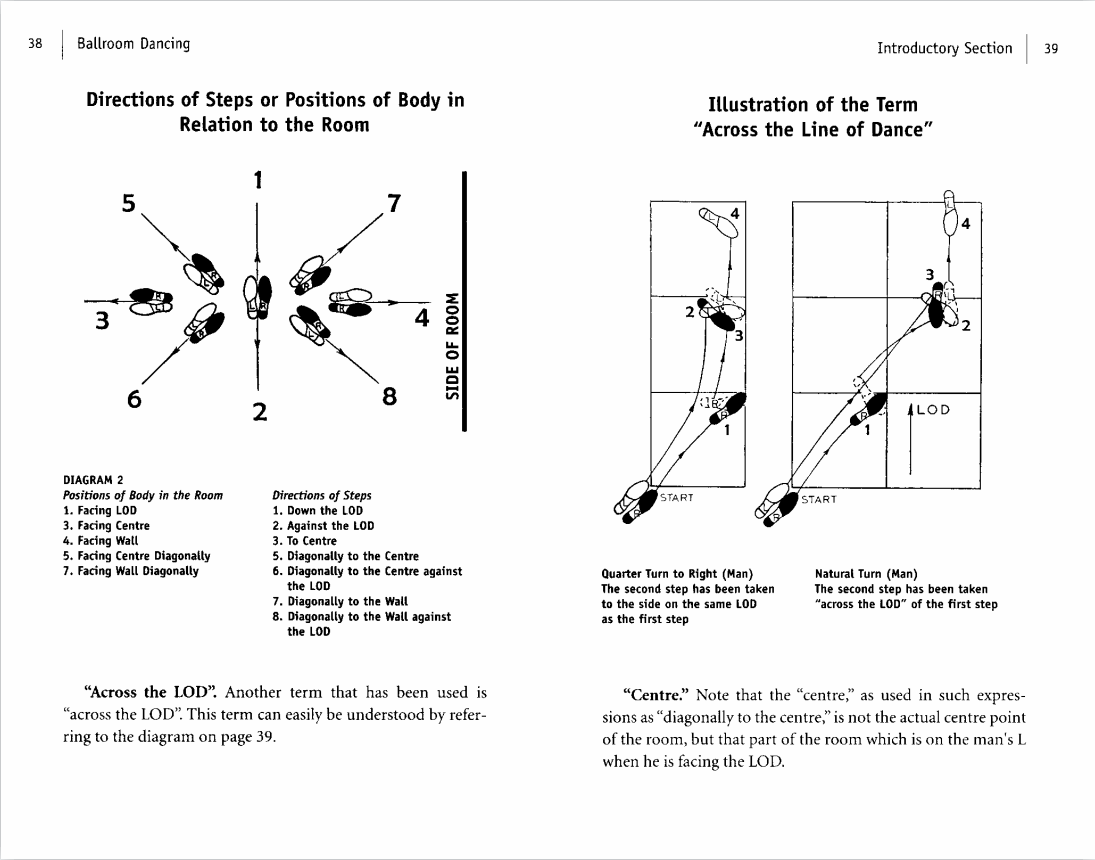 38 | Ballroom Dancing
Directions of Steps or Positions of Body in
Relation to the Room
1
5
7
3
4
6
2
8
L
R
SIDE OF ROOM
DIAGRAM 2
Positions of Body in the Room
1. Facing LOD
3. Facing Centre
4. Facing Wall
5. Facing Centre Diagonally
7. Facing Wall Diagonally
Directions of Steps
1. Down the LOD
2. Against the LOD
3. To Centre
5. Diagonally to the Centre
6. Diagonally to the Centre against
the LOD
7. Diagonally to the Wall
8. Diagonally to the Wall against
the LOD
“Across the LOD”. Another term that has been used is
“across the LOD”. This term can easily be understood by refer-
ring to the diagram on page 39.
Introductory Section | 39
Illustration of the Term
"Across the Line of Dance"
4
2
3
1
START
4
3
2
LOD
1
START
Quarter Turn to Right (Man)
The second step has been taken
to the side on the same LOD
as the first step
Natural Turn (Man)
The second step has been taken
"across the LOD" of the first step
“Centre.” Note that the “centre,” as used in such expres-
sions as “diagonally to the centre,” is not the actual centre point
of the room, but that part of the room which is on the man's L
when he is facing the LOD.